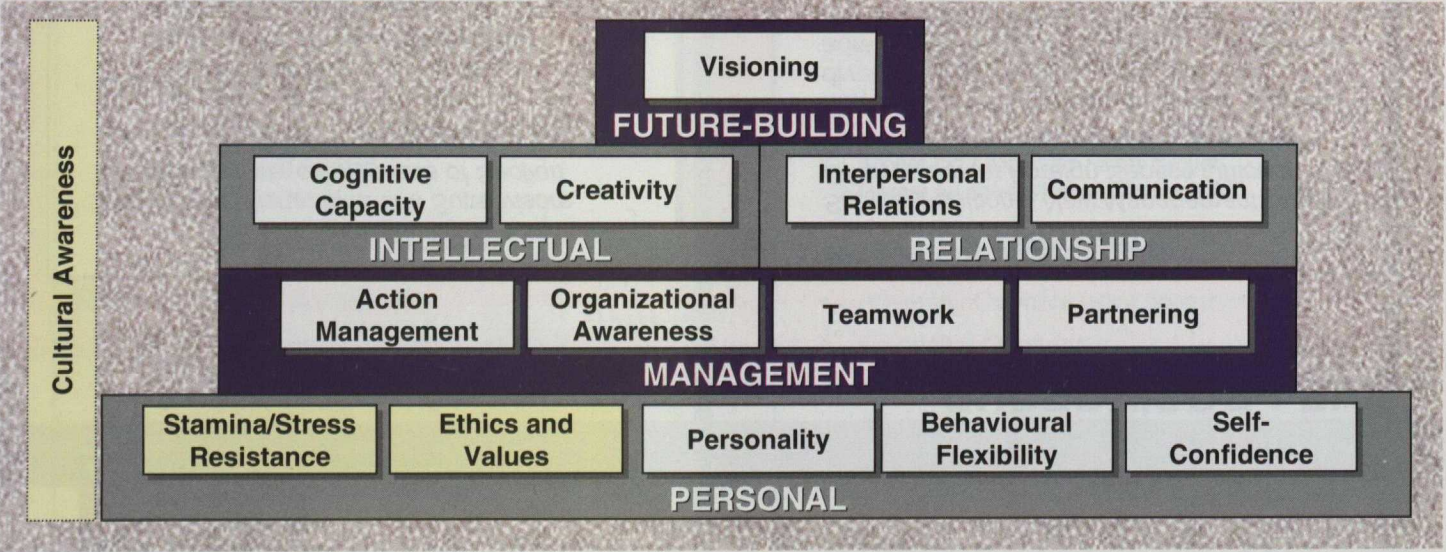 Cultural Awareness
Visioning
FUTURE-BUILDING
Cognitive
Capacity
Creativity
INTELLECTUAL
Interpersonal
Relations
Communication
RELATIONSHIP
Action
Management
Organizational
Awareness
Teamwork
Partnering
MANAGEMENT
Stamina/Stress
Resistance
Ethics and
Values
Personality
Behavioural
Flexibility
Self-
Confidence
PERSONAL